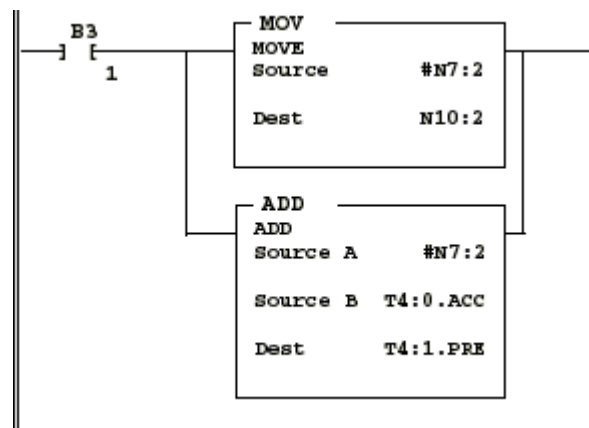 B3
1
MOV
MOVE
Source #N7:2
Dest N10:2
ADD
ADD
Source A #N7:2
Source B T4:0.ACC
Dest T4:1.PRE